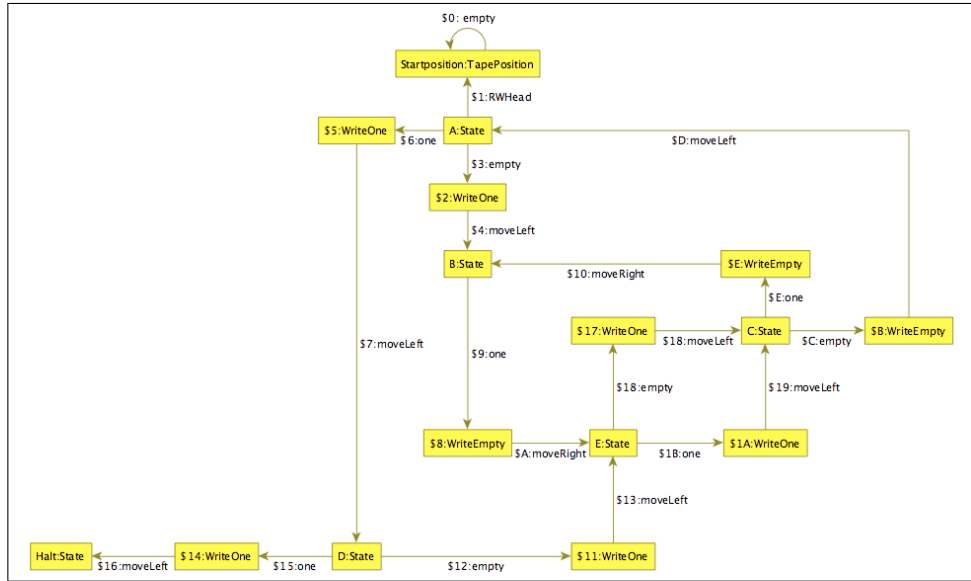 $0: empty
Startposition:TapePosition
$1:RWHead
$5:WriteOne
$6:one
A:State
$D:moveLeft
$3:empty
$2:WriteOne
$4:moveLeft
B:State
$10:moveRight
$E:WriteEmpty
$E:one
$7:moveLeft
$9:one
$17:WriteOne
$18:moveLeft
C:State
$C:empty
$B:WriteEmpty
$18:empty
$19:moveLeft
$8:WriteEmpty
$A:moveRight
E:State
$1B:one
$1A:WriteOne
$13:moveLeft
Halt:State
$16:moveLeft
$14:WriteOne
$15:one
D:State
$12:empty
$11:WriteOne